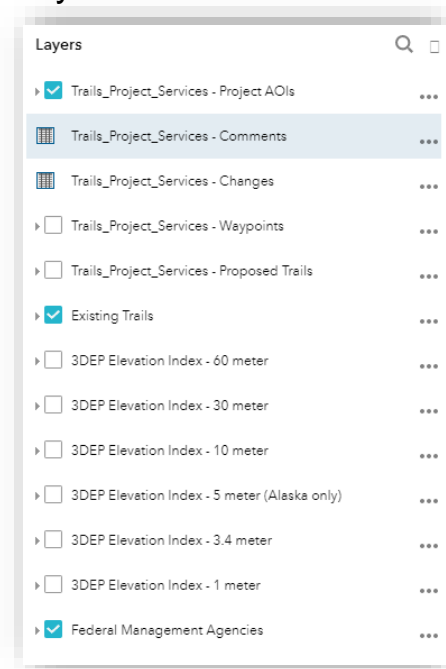 Layers
Trails_Project_Services - Project AOIs
Trails_Project_Services - Comments
Trails_Project_Services - Changes
Trails_Project_Services - Waypoints
Trails_Project_Services - Proposed Trails
Existing Trails
3DEP Elevation Index - 60 meter
3DEP Elevation Index - 30 meter
3DEP Elevation Index - 10 meter
3DEP Elevation Index - 5 meter (Alaska only)
3DEP Elevation Index - 3.4 meter
3DEP Elevation Index - 1 meter
Federal Management Agencies